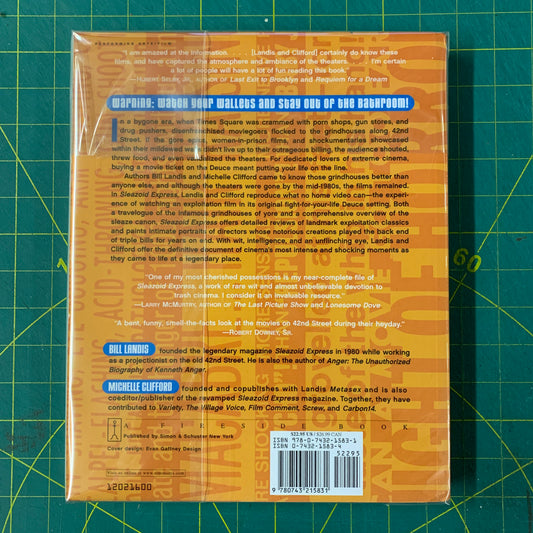 PERFORMING ARTS/FILM
"I am amazed at the information. . . . [Landis and Clifford] certainly do know these
films, and have captured the atmosphere and ambiance of the theaters. . . . I'm certain
a lot of people will have a lot of fun reading this book."
—HUBERT SELBY, JR., AUTHOR OF Last Exit to Brooklyn AND Requiem for a Dream
Warning: Watch your wallets and stay out of the bathroom!
In a bygone era, when Times Square was crammed with porn shops, gun stores, and
drug pushers, disenfranchised moviegoers flocked to the grindhouses along 42nd
Street. If the gore epics, women-in-prison films, and shockumentaries showcased
within their midst didn't live up to their outrageous billing, the audience shouted,
threw food, and even vandalized the theaters. For dedicated lovers of extreme cinema,
buying a movie ticket on the Deuce meant putting your life on the line.
Authors Bill Landis and Michelle Clifford came to know those grindhouses better than
anyone else, and although the theaters were gone by the mid-1980s, the films remained.
In Sleazoid Express, Landis and Clifford reproduce what no home video can—the experi-
ence of watching an exploitation film in its original fight-for-your-life Deuce setting. Both
a travelogue of the infamous grindhouses of yore and a comprehensive overview of the
sleaze canon, Sleazoid Express offers detailed reviews of landmark exploitation classics
and paints intimate portraits of directors whose notorious creations played the back end
of triple bills for years on end. With wit, intelligence, and an unflinching eye, Landis and
Clifford offer the definitive document of cinema's most intense and shocking moments as
they came to life at a legendary place.
"One of my most cherished possessions is my near-complete file of
Sleazoid Express, a work of rare wit and almost unbelievable devotion to
trash cinema. I consider it an invaluable resource."
—LARRY MCMURTRY, AUTHOR OF The Last Picture Show AND Lonesome Dove
"A bent, funny, smell-the-facts look at the movies on 42nd Street during their heyday."
—ROBERT DOWNEY, SR.
BILL LANDIS founded the legendary magazine Sleazoid Express in 1980 while working
as a projectionist on the old 42nd Street. He is also the author of Anger: The Unauthorized
Biography of Kenneth Anger.
MICHELLE CLIFFORD founded and copublishes with Landis Metasex and is also
coeditor/publisher of the revamped Sleazoid Express magazine. Together, they have
contributed to Variety, The Village Voice, Film Comment, Screw, and Carbon14.
A FIRESIDE BOOK
Published by Simon & Schuster New York
Cover design: Evan Gaffney Design
$22.95 US / $26.99 CAN
ISBN 978-0-7432-1583-1
ISBN 0-7432-1583-4
52295
9 780743 215831
12021600
60